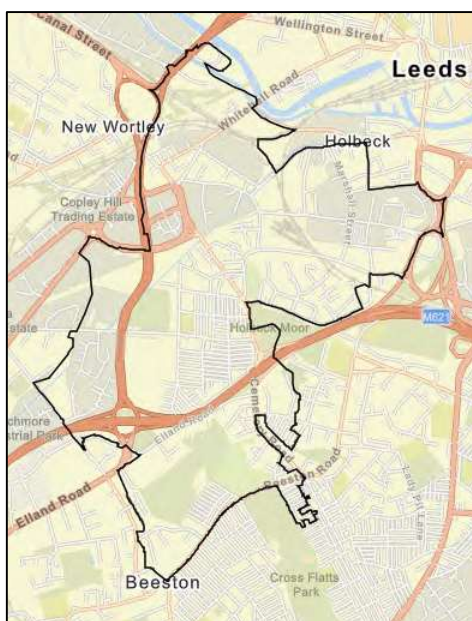 Canal Street
Wellington Street
Leeds
Whitehall Road
New Wortley
Holbeck
Marshall Street
Copley Hill
Trading Estate
Estate
Holbeck Moor
M621
Elland Road
Beeston Road
Elland Road
Lady Pit Lane
Beeston
Cross Flatts
Park